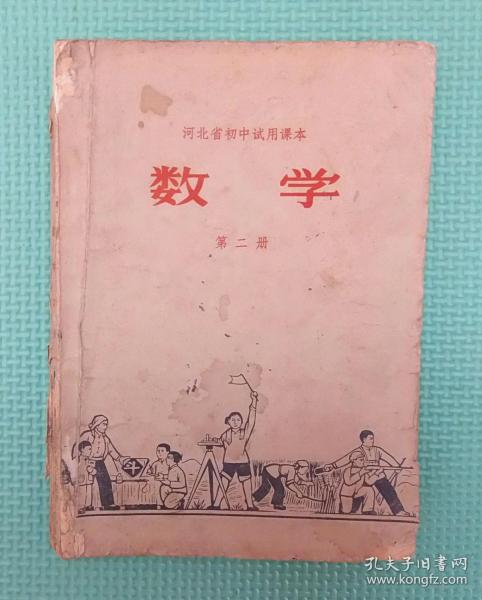 河北省初中试用课本
数学
第二册
斗
孔夫子旧书网
www.kongfz.com